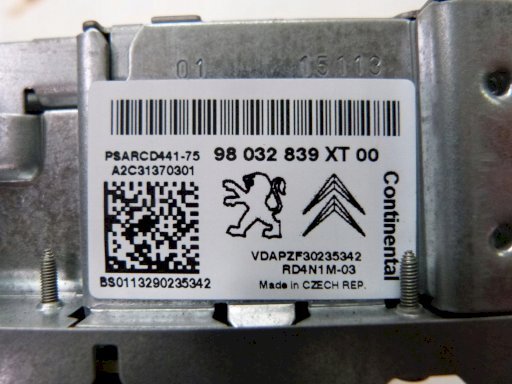 01 15113
PSARCD441-75 98 032 839 XT 00
A2C31370301
Continental
VDAPZF30235342
RD4N1M-03
BS0113290235342 Made in CZECH REP.